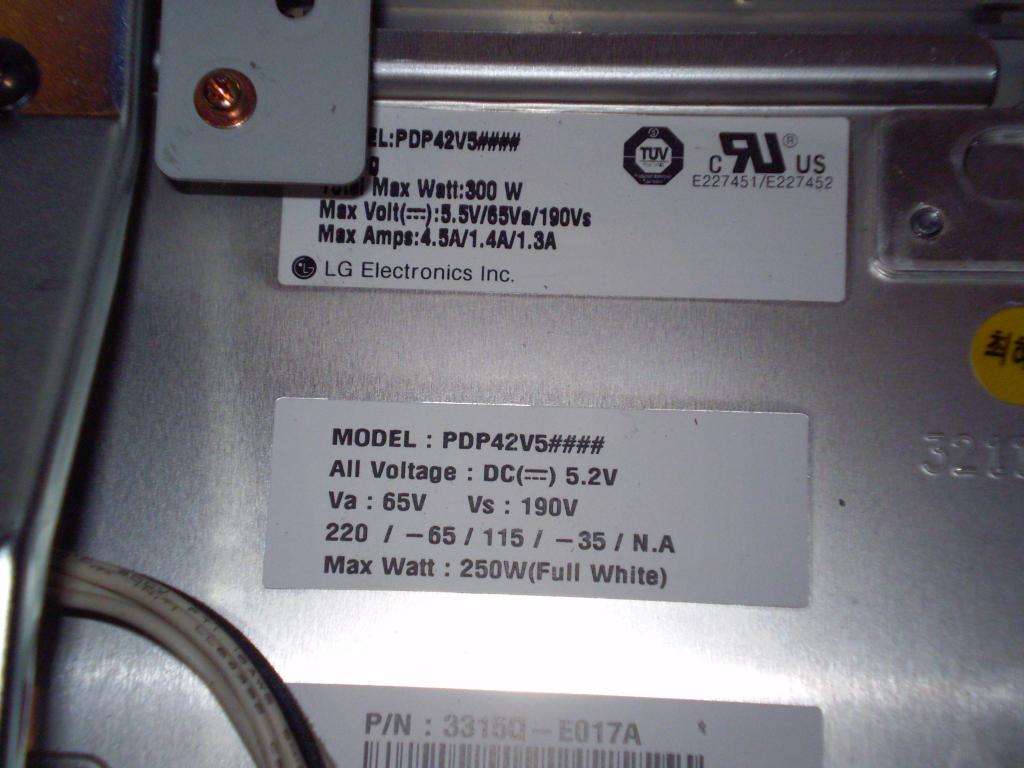 EL:PDP42V5####
Total Max Watt:300 W
Max Volt(⎓):5.5V/65Va/190Vs
Max Amps:4.5A/1.4A/1.3A
LG Electronics Inc.
TUV
C RU ® US
E227451/E227452
MODEL : PDP42V5####
All Voltage : DC(⎓) 5.2V
Va : 65V Vs : 190V
220 / -65 / 115 / -35 / N.A
Max Watt : 250W(Full White)
3211
P/N : 3315Q-E017A